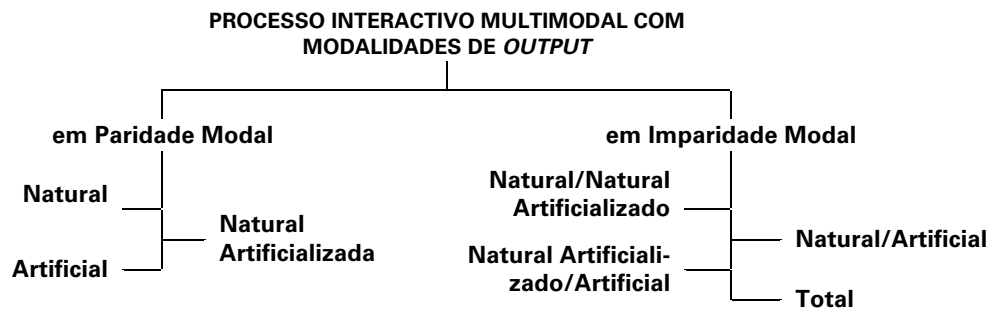 PROCESSO INTERACTIVO MULTIMODAL COM
MODALIDADES DE OUTPUT
em Paridade Modal
Natural
Natural
Artificializada
Artificial
em Imparidade Modal
Natural/Natural
Artificializado
Natural/Artificial
Natural Artificiali-
zado/Artificial
Total